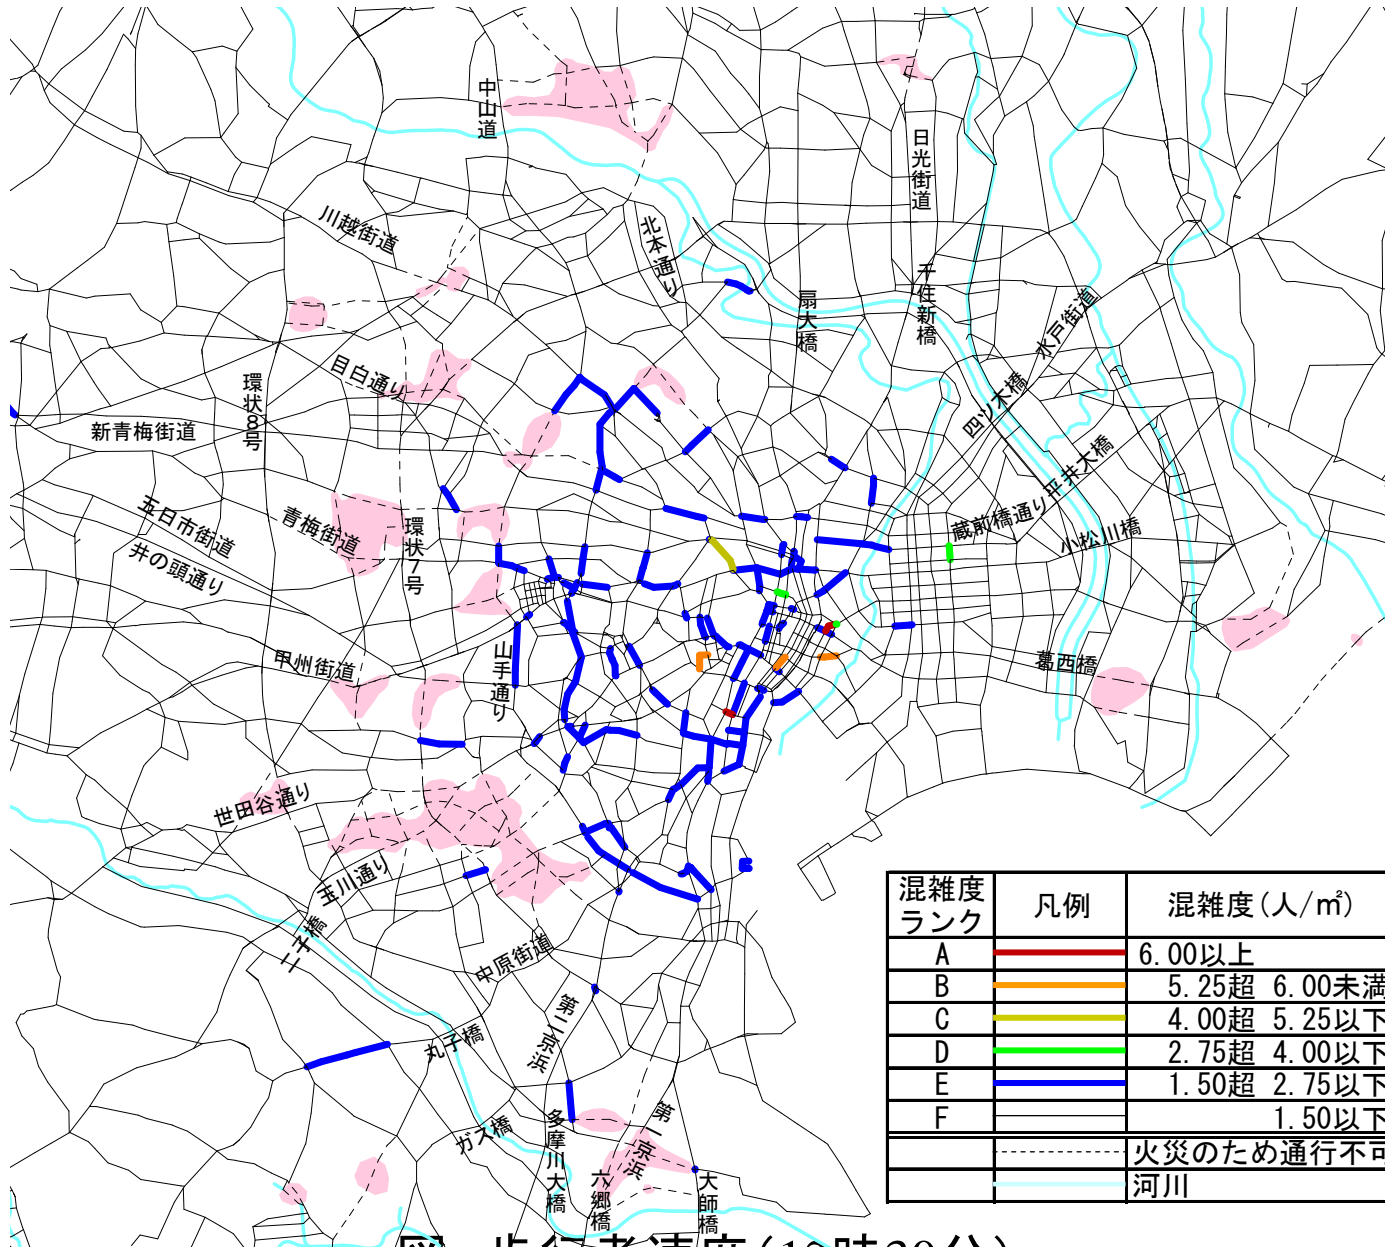 中山道
日光街道
川越街道
北本通り
千住新橋
扇大橋
水戸街道
目白通り
環状8号
四ツ木橋
新青梅街道
平井大橋
五日市街道
青梅街道
環状7号
蔵前橋通り
小松川橋
井の頭通り
甲州街道
山手通り
葛西橋
世田谷通り
玉川通り
二子橋
中原街道
第二京浜
丸子橋
ガス橋
多摩川大橋
第一京浜
六郷橋
大師橋
混雑度ランク 凡例 混雑度(人/㎡)
A 6.00以上
B 5.25超 6.00未満
C 4.00超 5.25以下
D 2.75超 4.00以下
E 1.50超 2.75以下
F 1.50以下
火災のため通行不可
河川